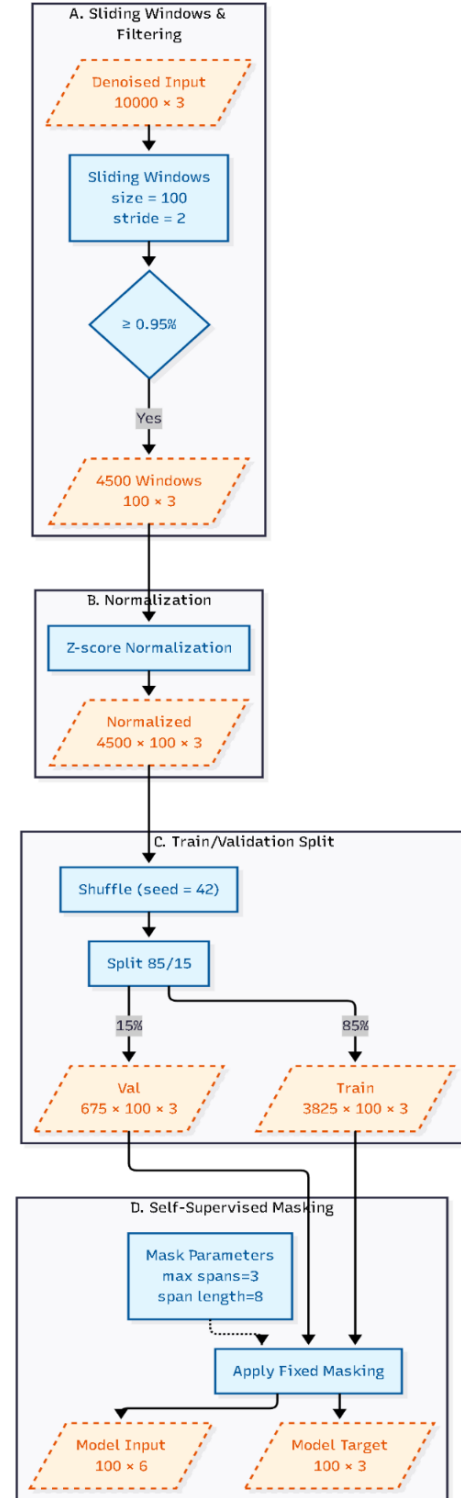 A. Sliding Windows &
Filtering
Denoised Input
10000 × 3
Sliding Windows
size = 100
stride = 2
≥ 0.95%
Yes
4500 Windows
100 × 3
B. Normalization
Z-score Normalization
Normalized
4500 × 100 × 3
C. Train/Validation Split
Shuffle (seed = 42)
Split 85/15
15%
85%
Val
675 × 100 × 3
Train
3825 × 100 × 3
D. Self-Supervised Masking
Mask Parameters
max spans=3
span length=8
Apply Fixed Masking
Model Input
100 × 6
Model Target
100 × 3